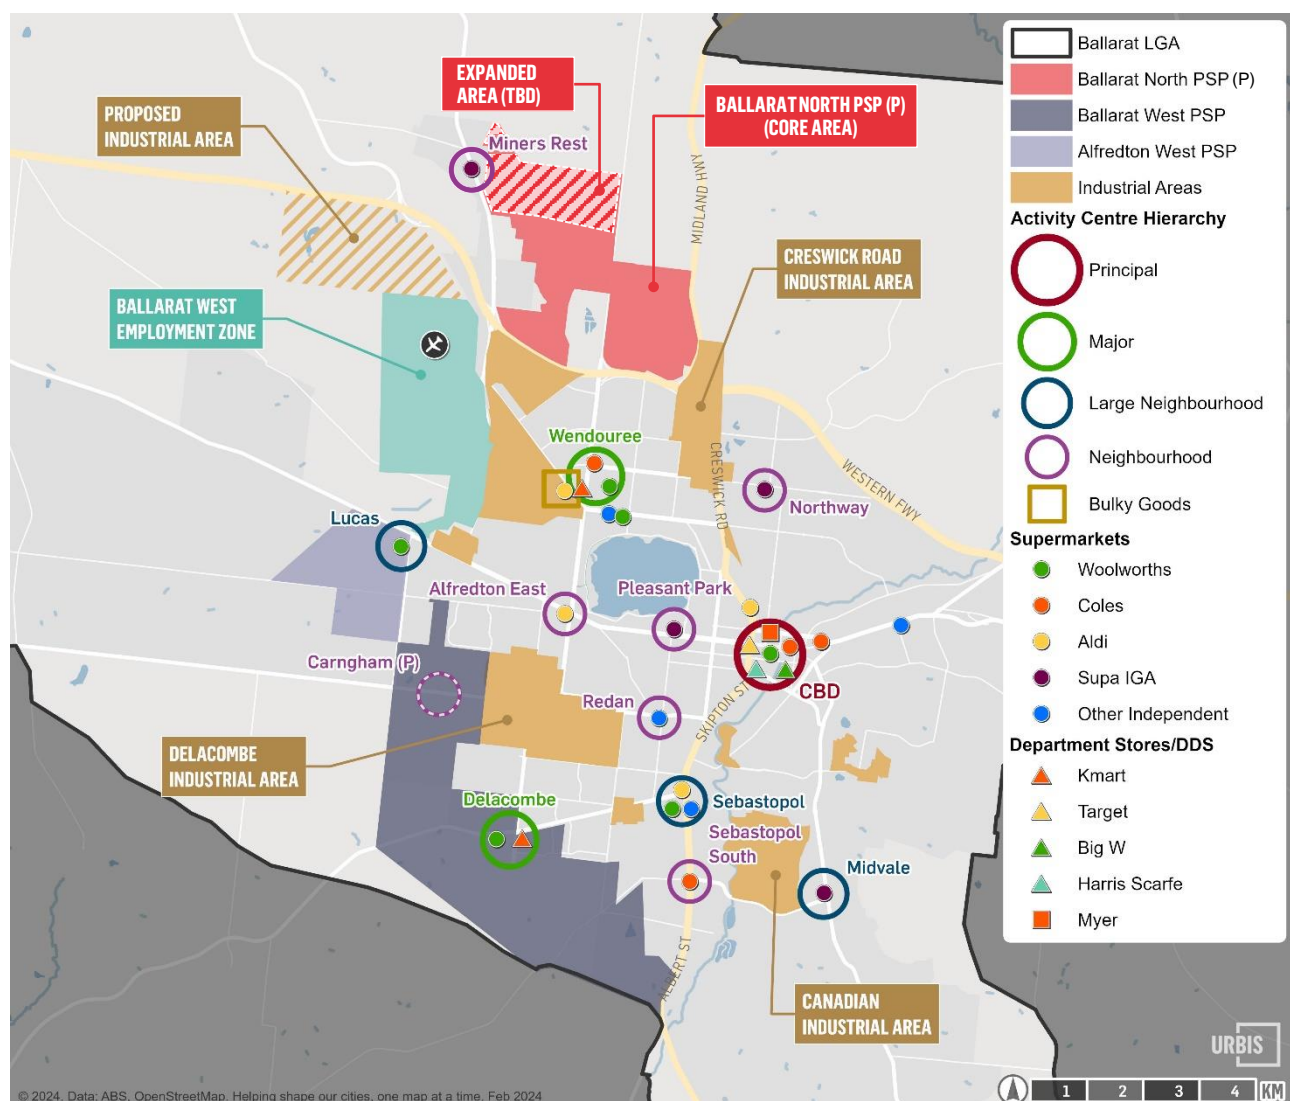 EXPANDED
AREA (TBD)
BALLARAT NORTH PSP (P)
(CORE AREA)
PROPOSED
INDUSTRIAL AREA
Miners Rest
MIDLAND HWY
CRESWICK ROAD
INDUSTRIAL AREA
BALLARAT WEST
EMPLOYMENT ZONE
Wendouree
CRESWICK RD
WESTERN FWY
Northway
Lucas
Alfredton East
Pleasant Park
Carngham (P)
Redan
CBD
SKIPTON ST
DELACOMBE
INDUSTRIAL AREA
Delacombe
Sebastopol
Sebastopol
South
Midvale
ALBERT ST
CANADIAN
INDUSTRIAL AREA
Ballarat LGA
Ballarat North PSP (P)
Ballarat West PSP
Alfredton West PSP
Industrial Areas
Activity Centre Hierarchy
Principal
Major
Large Neighbourhood
Neighbourhood
Bulky Goods
Supermarkets
Woolworths
Coles
Aldi
Supa IGA
Other Independent
Department Stores/DDS
Kmart
Target
Big W
Harris Scarfe
Myer
URBIS
1 2 3 4 KM
© 2024. Data: ABS, OpenStreetMap. Helping shape our cities, one map at a time. Feb 2024